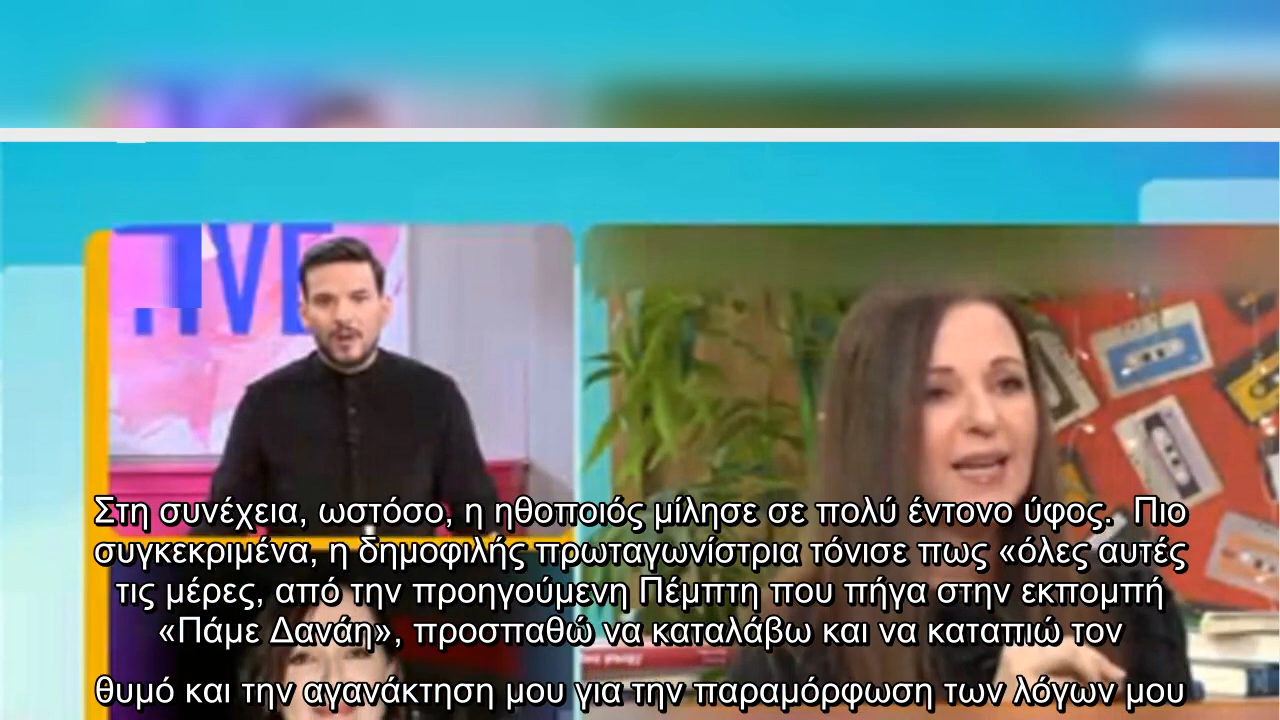 LIVE
Στη συνέχεια, ωστόσο, η ηθοποιός μίλησε σε πολύ έντονο ύφος.  Πιο
συγκεκριμένα, η δημοφιλής πρωταγωνίστρια τόνισε πως «όλες αυτές
τις μέρες, από την προηγούμενη Πέμπτη που πήγα στην εκπομπή
«Πάμε Δανάη», προσπαθώ να καταλάβω και να καταπιώ τον
θυμό και την αγανάκτηση μου για την παραμόρφωση των λόγων μου